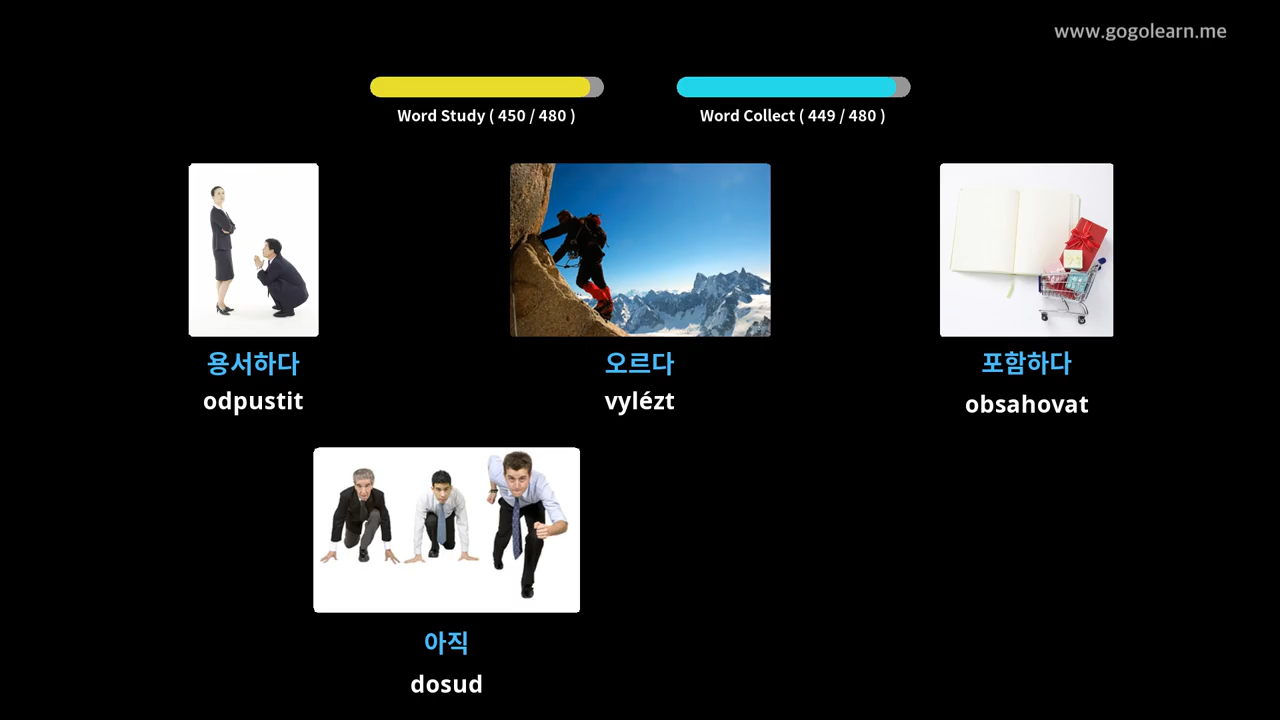 www.gogolearn.me
Word Study ( 450 / 480 )
Word Collect ( 449 / 480 )
용서하다
odpustit
오르다
vylézt
포함하다
obsahovat
아직
dosud